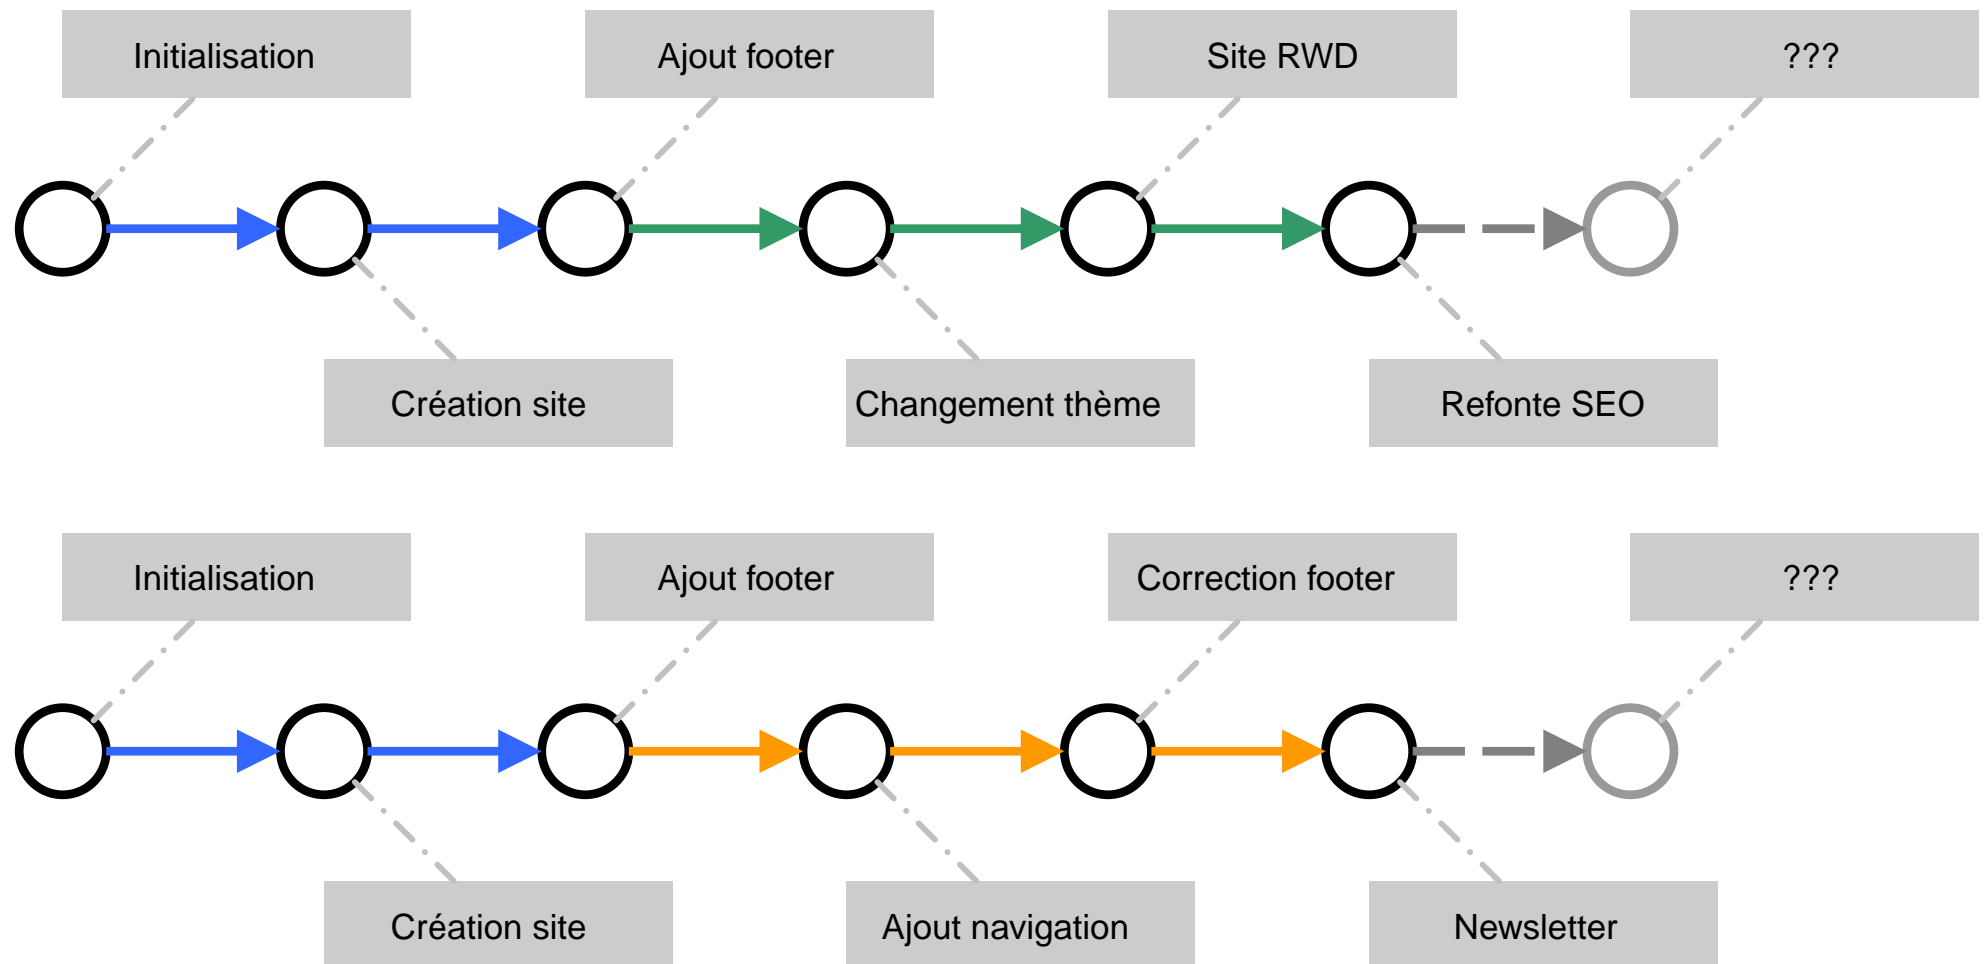 Initialisation
Ajout footer
Site RWD
???
Création site
Changement thème
Refonte SEO
Initialisation
Ajout footer
Correction footer
???
Création site
Ajout navigation
Newsletter